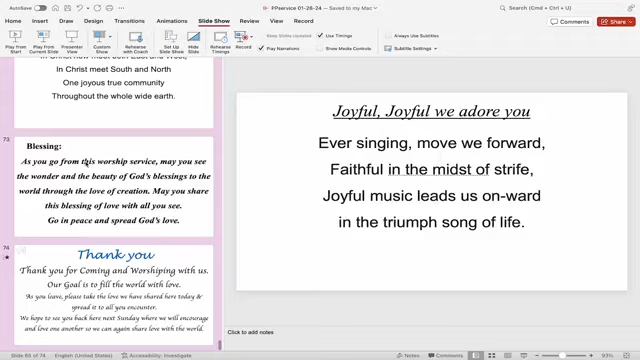 AutoSave
PPservice 01-28-24 — Saved to my Mac
Search (Cmd + Ctrl + U)
Home Insert Draw Design Transitions Animations Slide Show Record Review View
Comments Share
Play from Start
Play from Current Slide
Presenter View
Custom Show
Rehearse with Coach
Set Up Slide Show
Hide Slide
Rehearse Timings
Record
Keep Slides Updated
Use Timings
Play Narrations
Show Media Controls
Always Use Subtitles
Subtitle Settings
In Christ now meet both East and West,
In Christ meet South and North
One joyous true community
Throughout the whole wide earth.
73
Blessing:
As you go from this worship service, may you see
the wonder and the beauty of God's blessings to the
world through the love of creation. May you share
this blessing of love with all you see.
Go in peace and spread God's love.
74
Thank you
Thank you for Coming and Worshiping with us.
Our Goal is to fill the world with love.
As you leave, please take the love we have shared here today &
spread it to all you encounter.
We hope to see you back here next Sunday where we will encourage
and love one another so we can again share love with the world.
Joyful, Joyful we adore you
Ever singing, move we forward,
Faithful in the midst of strife,
Joyful music leads us on-ward
in the triumph song of life.
Click to add notes
Slide 65 of 74 English (United States) Accessibility: Investigate
Notes Comments 93%